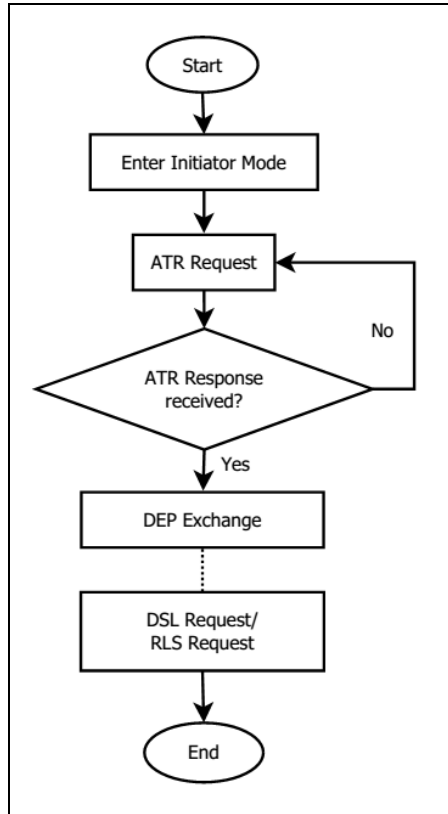 Start
Enter Initiator Mode
ATR Request
No
ATR Response
received?
Yes
DEP Exchange
DSL Request/
RLS Request
End